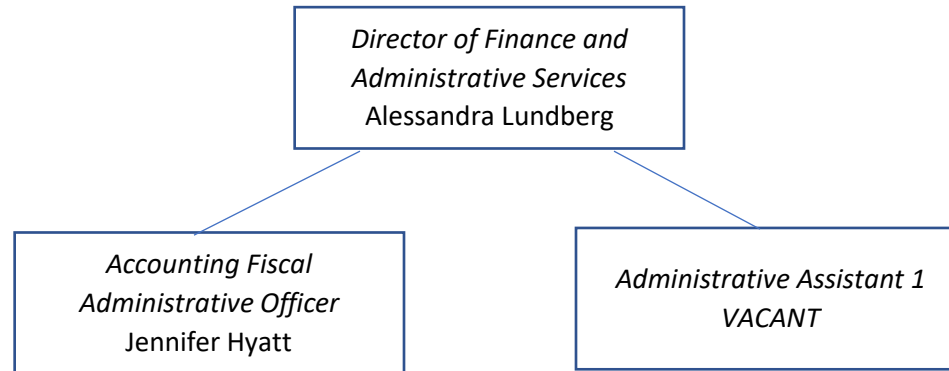 Director of Finance and
Administrative Services
Alessandra Lundberg
Accounting Fiscal
Administrative Officer
Jennifer Hyatt
Administrative Assistant 1
VACANT